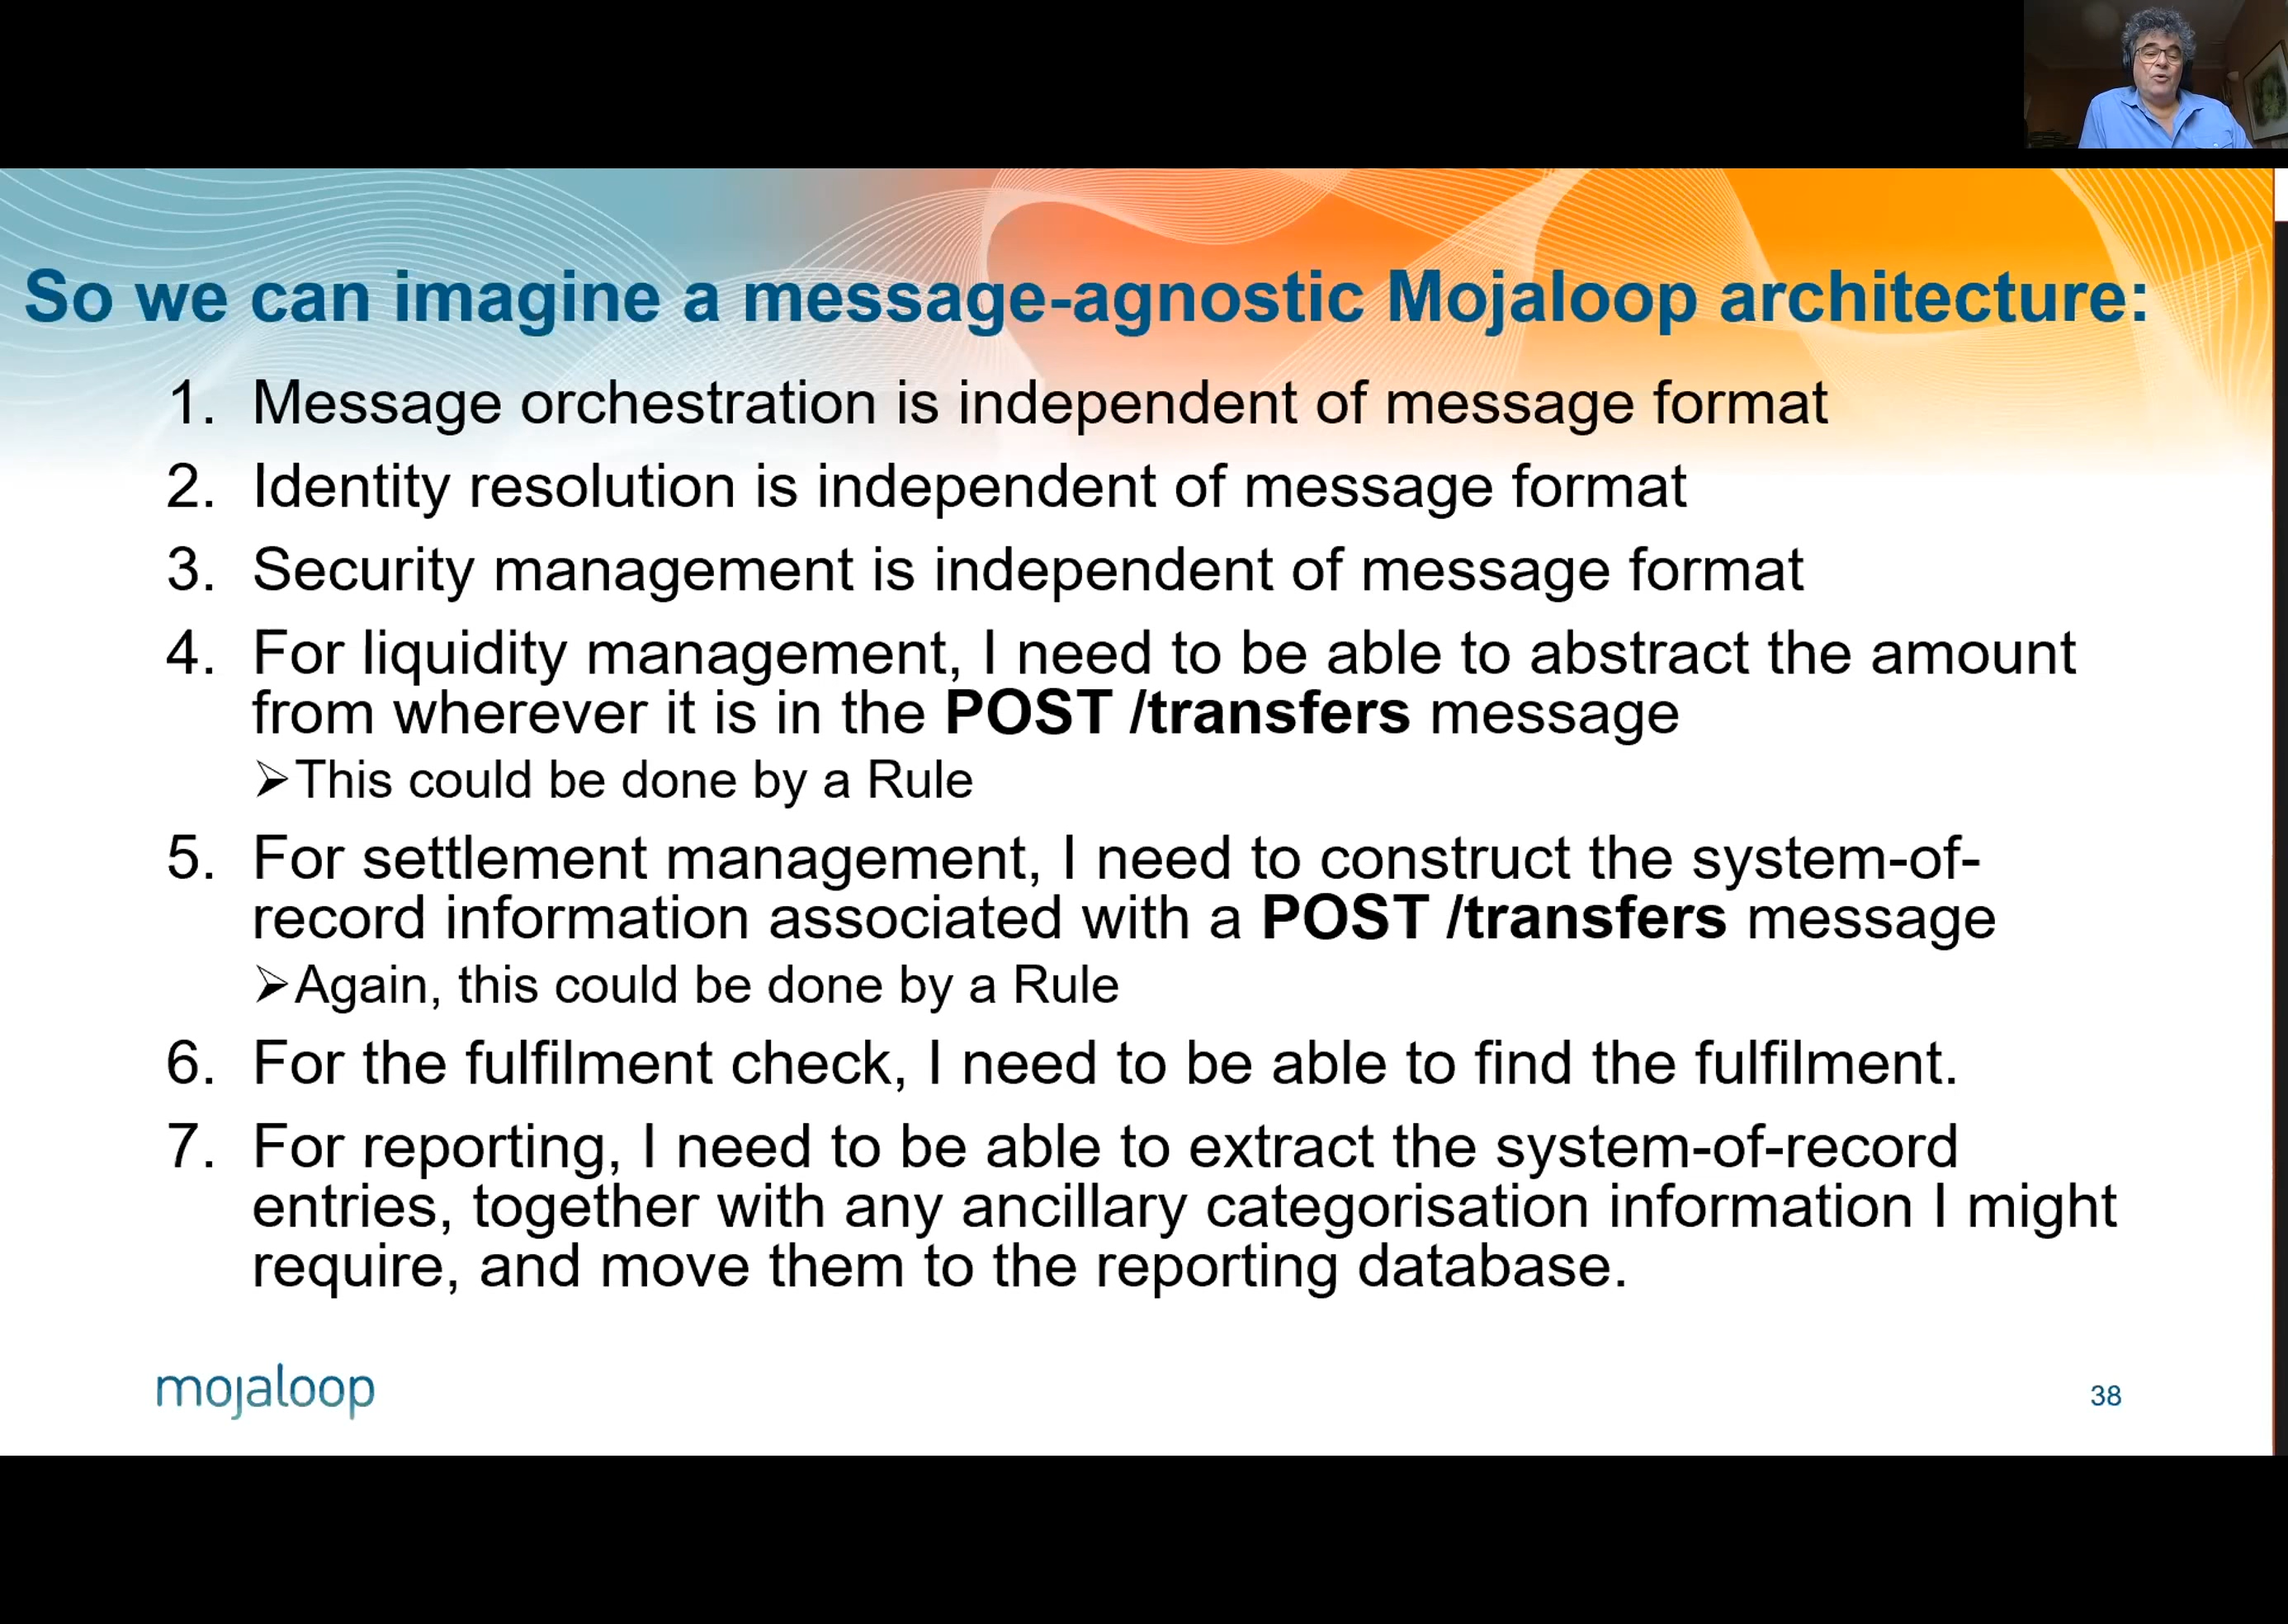 So we can imagine a message-agnostic Mojaloop architecture:
1. Message orchestration is independent of message format
2. Identity resolution is independent of message format
3. Security management is independent of message format
4. For liquidity management, I need to be able to abstract the amount
from wherever it is in the POST /transfers message
➢This could be done by a Rule
5. For settlement management, I need to construct the system-of-
record information associated with a POST /transfers message
➢Again, this could be done by a Rule
6. For the fulfilment check, I need to be able to find the fulfilment.
7. For reporting, I need to be able to extract the system-of-record
entries, together with any ancillary categorisation information I might
require, and move them to the reporting database.
mojaloop
38